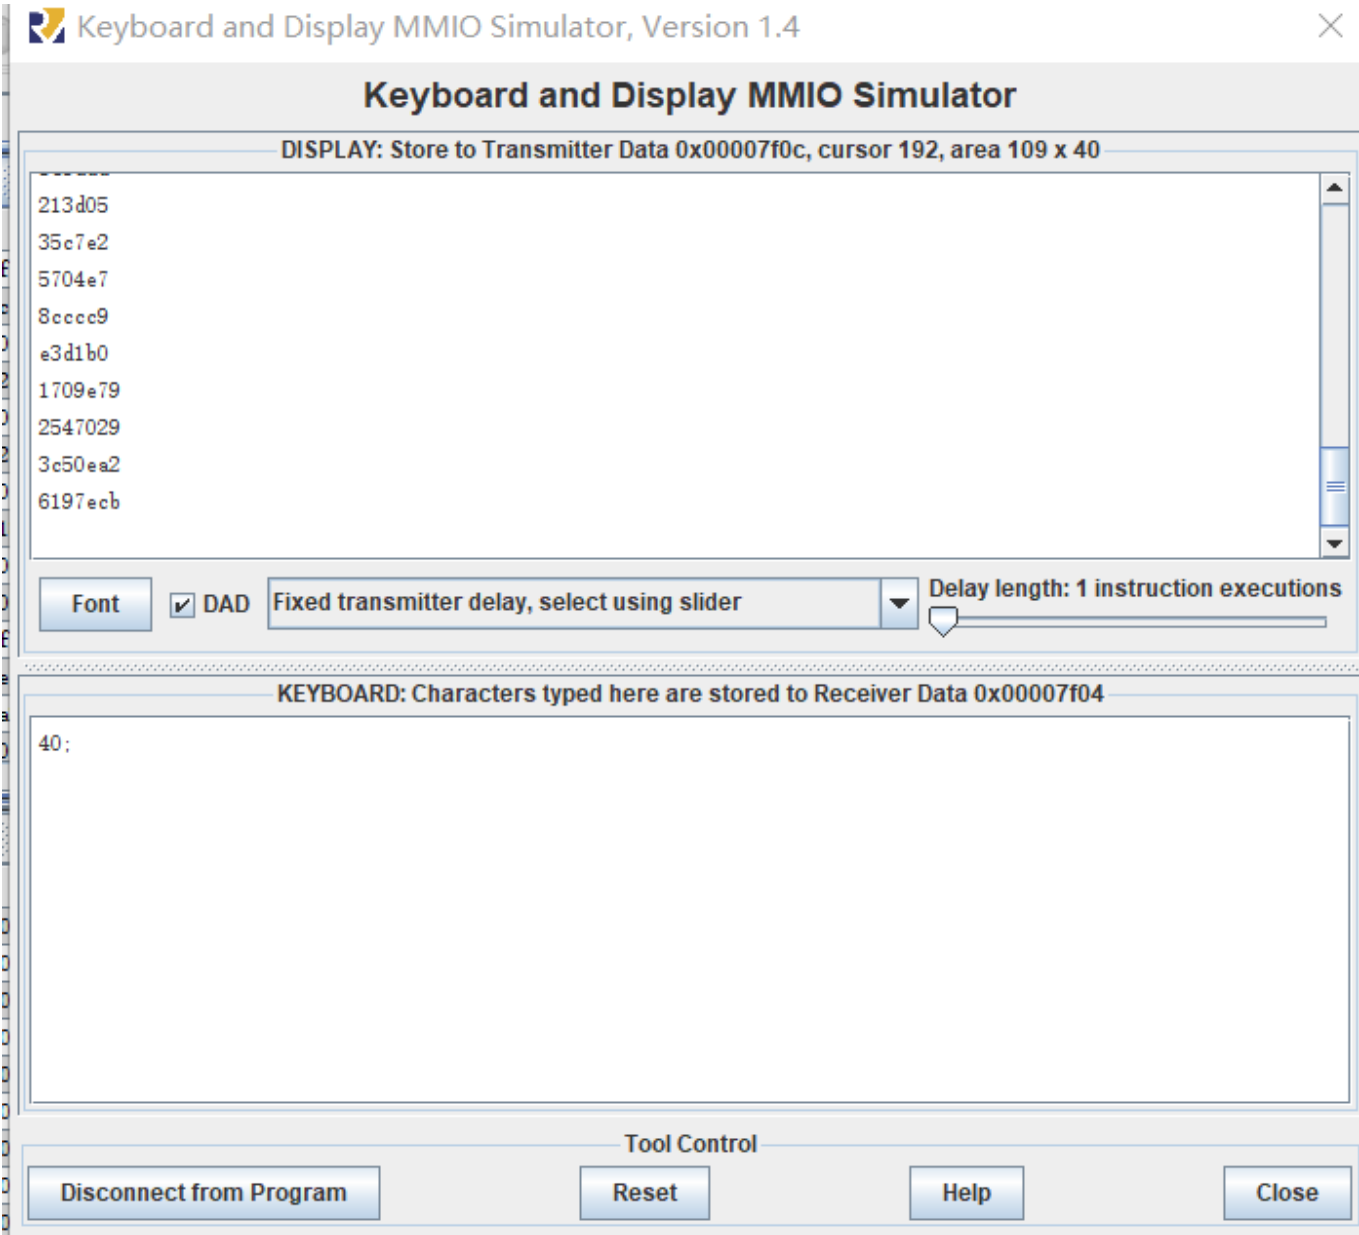 Keyboard and Display MMIO Simulator, Version 1.4
Keyboard and Display MMIO Simulator
DISPLAY: Store to Transmitter Data 0x00007f0c, cursor 192, area 109 x 40
213d05
35c7e2
5704e7
8cccc9
e3d1b0
1709e79
2547029
3c50ea2
6197ecb
Font
DAD
Fixed transmitter delay, select using slider
Delay length: 1 instruction executions
KEYBOARD: Characters typed here are stored to Receiver Data 0x00007f04
40;
Tool Control
Disconnect from Program
Reset
Help
Close